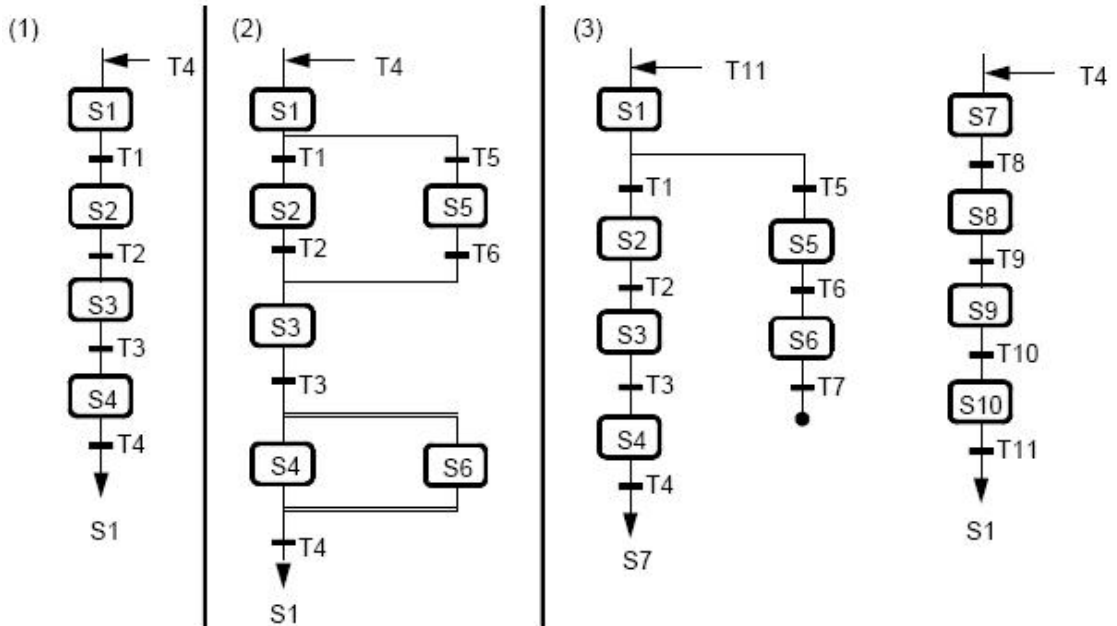 (1)
T4
S1
T1
S2
T2
S3
T3
S4
T4
S1
(2)
T4
S1
T1
T5
S2
S5
T2
T6
S3
T3
S4
S6
T4
S1
(3)
T11
S1
T1
T5
S2
S5
T2
T6
S3
S6
T3
T7
S4
T4
S7
T4
S7
T8
S8
T9
S9
T10
S10
T11
S1